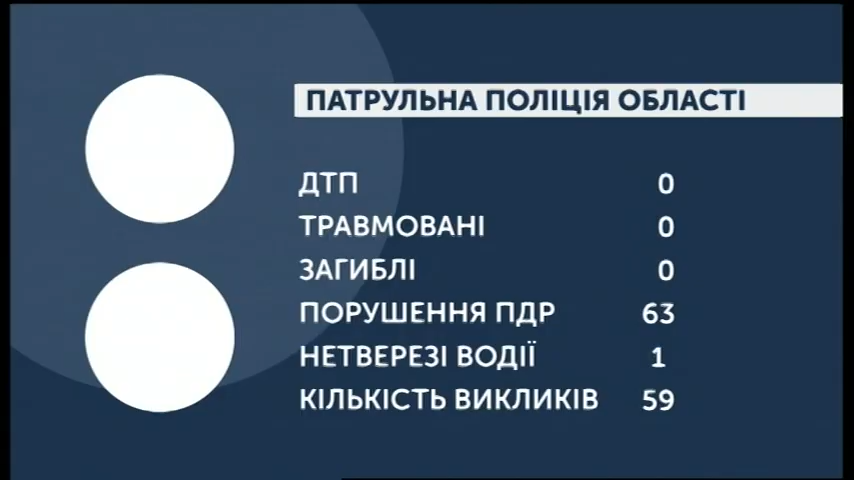 ПАТРУЛЬНА ПОЛІЦІЯ ОБЛАСТІ
ДТП 0
ТРАВМОВАНІ 0
ЗАГИБЛІ 0
ПОРУШЕННЯ ПДР 63
НЕТВЕРЕЗІ ВОДІЇ 1
КІЛЬКІСТЬ ВИКЛИКІВ 59